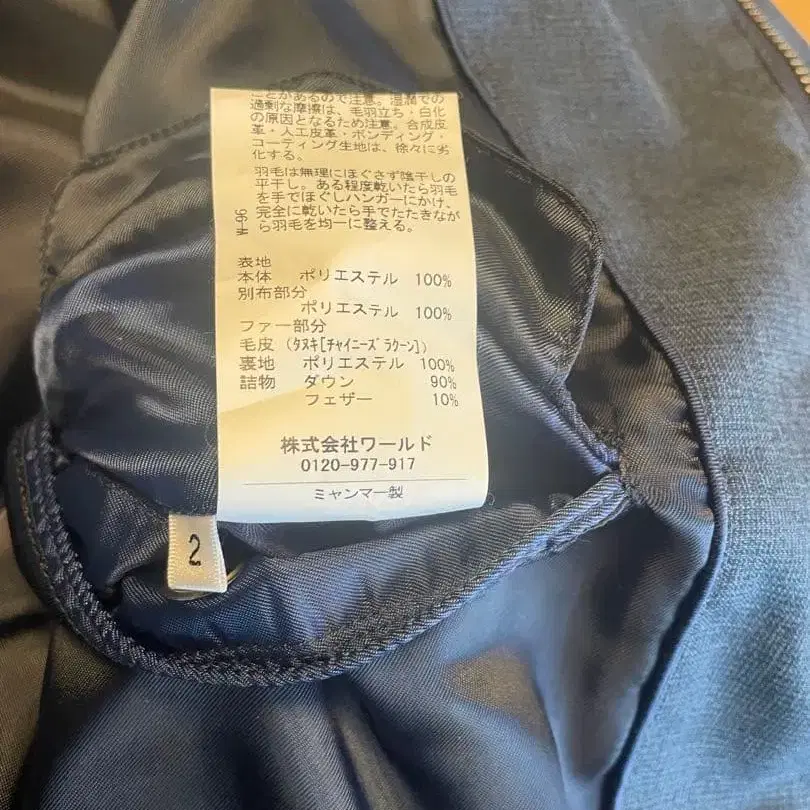 ことがあるので注意。湿潤での
過剰な摩擦は、毛羽立ち・白化
の原因となるため注意。合成皮
革・人工皮革・ボンディング・
コーティング生地は、徐々に劣
化する。
羽毛は無理にほぐさず陰干しの
平干し。ある程度乾いたら羽毛
を手でほぐしハンガーにかけ、
完全に乾いたら手でたたきなが
ら羽毛を均一に整える。
96-W
表地
本体 ポリエステル 100%
別布部分
ポリエステル 100%
ファー部分
毛皮 (タヌキ[チャイニーズラクーン])
裏地 ポリエステル 100%
詰物 ダウン 90%
フェザー 10%
株式会社ワールド
0120-977-917
ミャンマー製
2